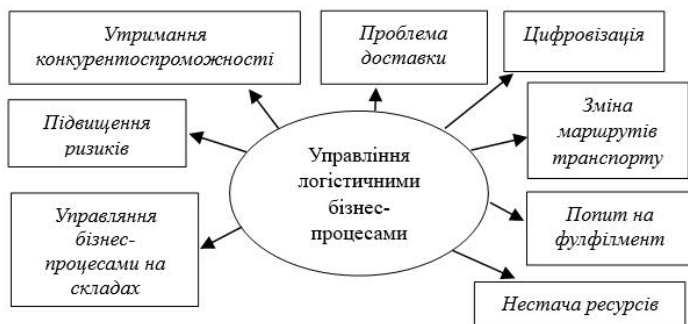 Утримання
конкурентоспроможності
Проблема
доставки
Цифровізація
Підвищення
ризиків
Управління
логістичними
бізнес-
процесами
Зміна
маршрутів
транспорту
Управляння
бізнес-
процесами на
складах
Попит на
фулфілмент
Нестача ресурсів